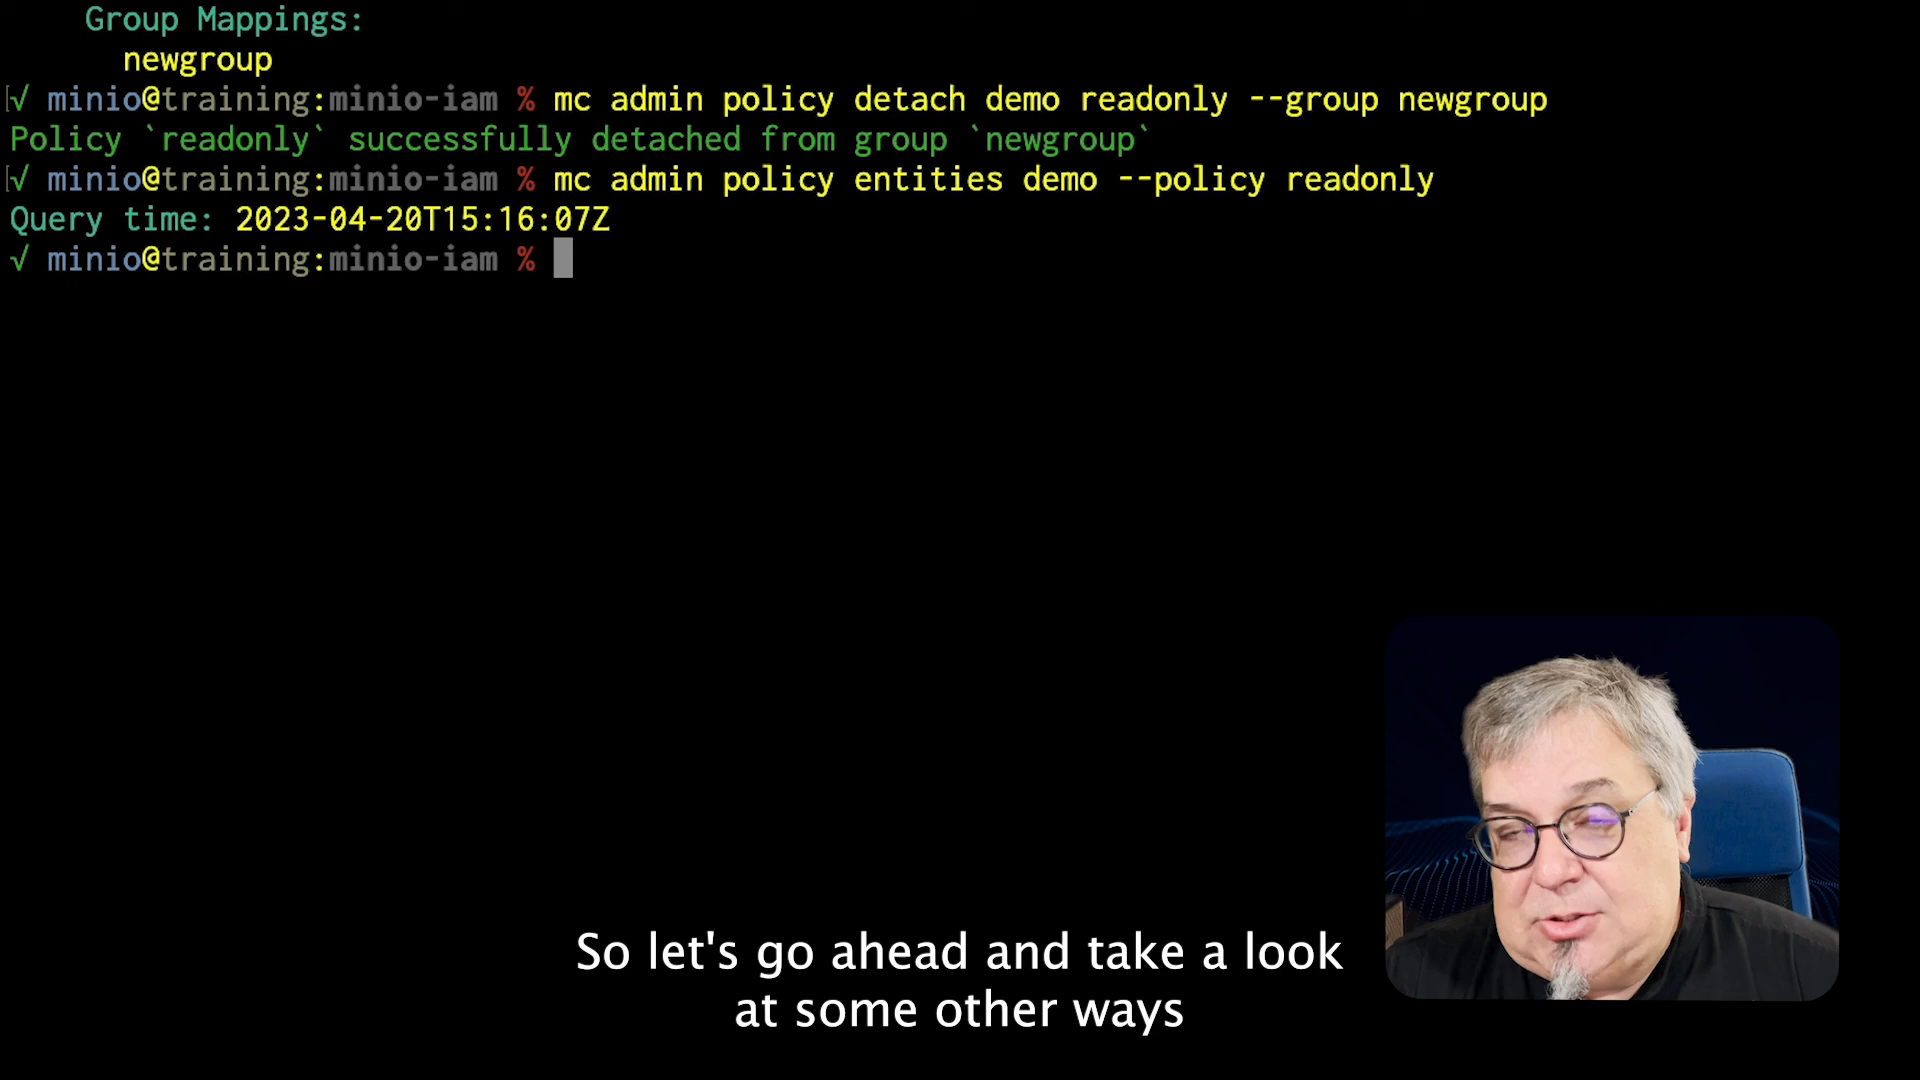 Group Mappings:
newgroup
[√ minio@training:minio-iam % mc admin policy detach demo readonly --group newgroup
Policy `readonly` successfully detached from group `newgroup`
[√ minio@training:minio-iam % mc admin policy entities demo --policy readonly
Query time: 2023-04-20T15:16:07Z
√ minio@training:minio-iam %
So let's go ahead and take a look
at some other ways